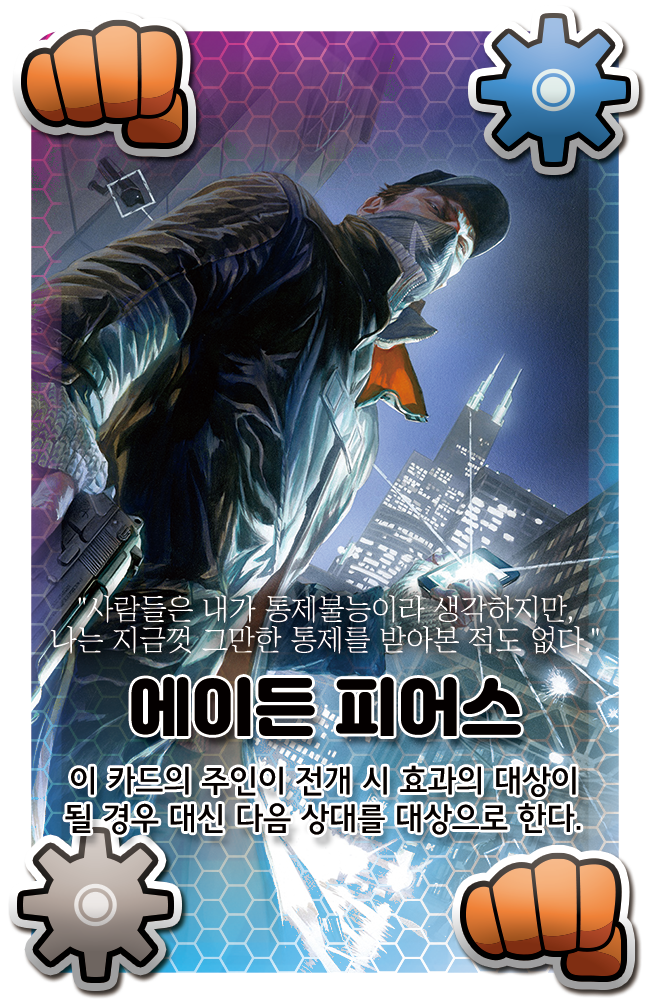 "사람들은 내가 통제불능이라 생각하지만,
나는 지금껏 그만한 통제를 받아본 적도 없다."
에이든 피어스
이 카드의 주인이 전개 시 효과의 대상이
될 경우 대신 다음 상대를 대상으로 한다.